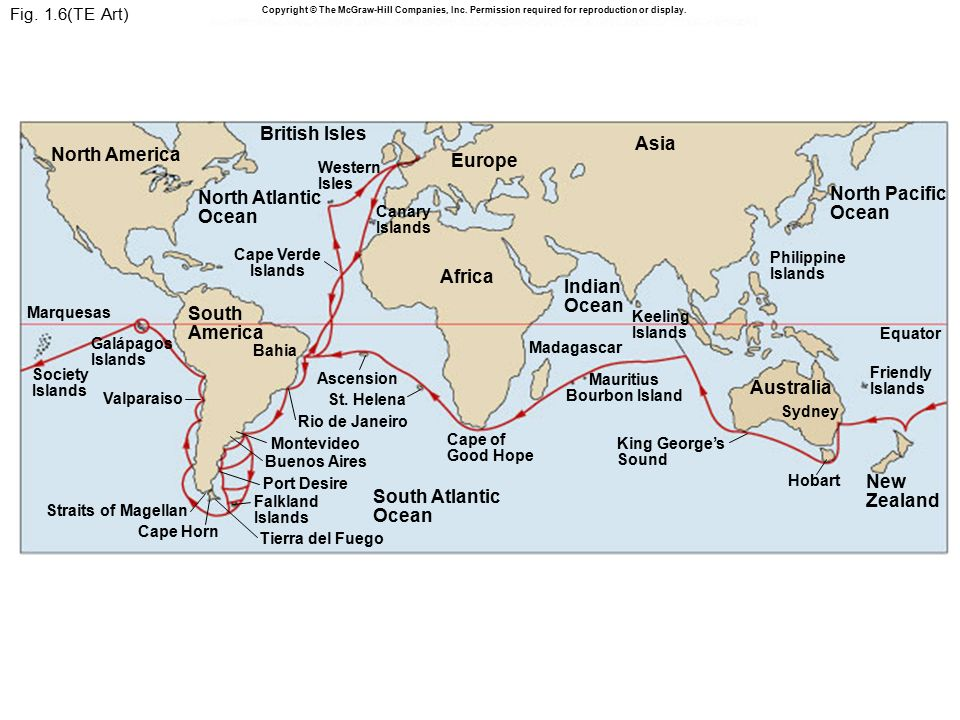 Fig. 1.6(TE Art)
Copyright © The McGraw-Hill Companies, Inc. Permission required for reproduction or display.
British Isles
North America
Western
Isles
Europe
Asia
North Atlantic
Ocean
Canary
Islands
North Pacific
Ocean
Cape Verde
Islands
Africa
Indian
Ocean
Philippine
Islands
Marquesas
South
America
Keeling
Islands
Equator
Galápagos
Islands
Bahia
Madagascar
Society
Islands
Ascension
Mauritius
Bourbon Island
Australia
Friendly
Islands
Valparaiso
St. Helena
Sydney
Rio de Janeiro
Montevideo
Cape of
Good Hope
King George’s
Sound
Buenos Aires
Port Desire
Hobart
New
Zealand
Straits of Magellan
Falkland
Islands
South Atlantic
Ocean
Cape Horn
Tierra del Fuego